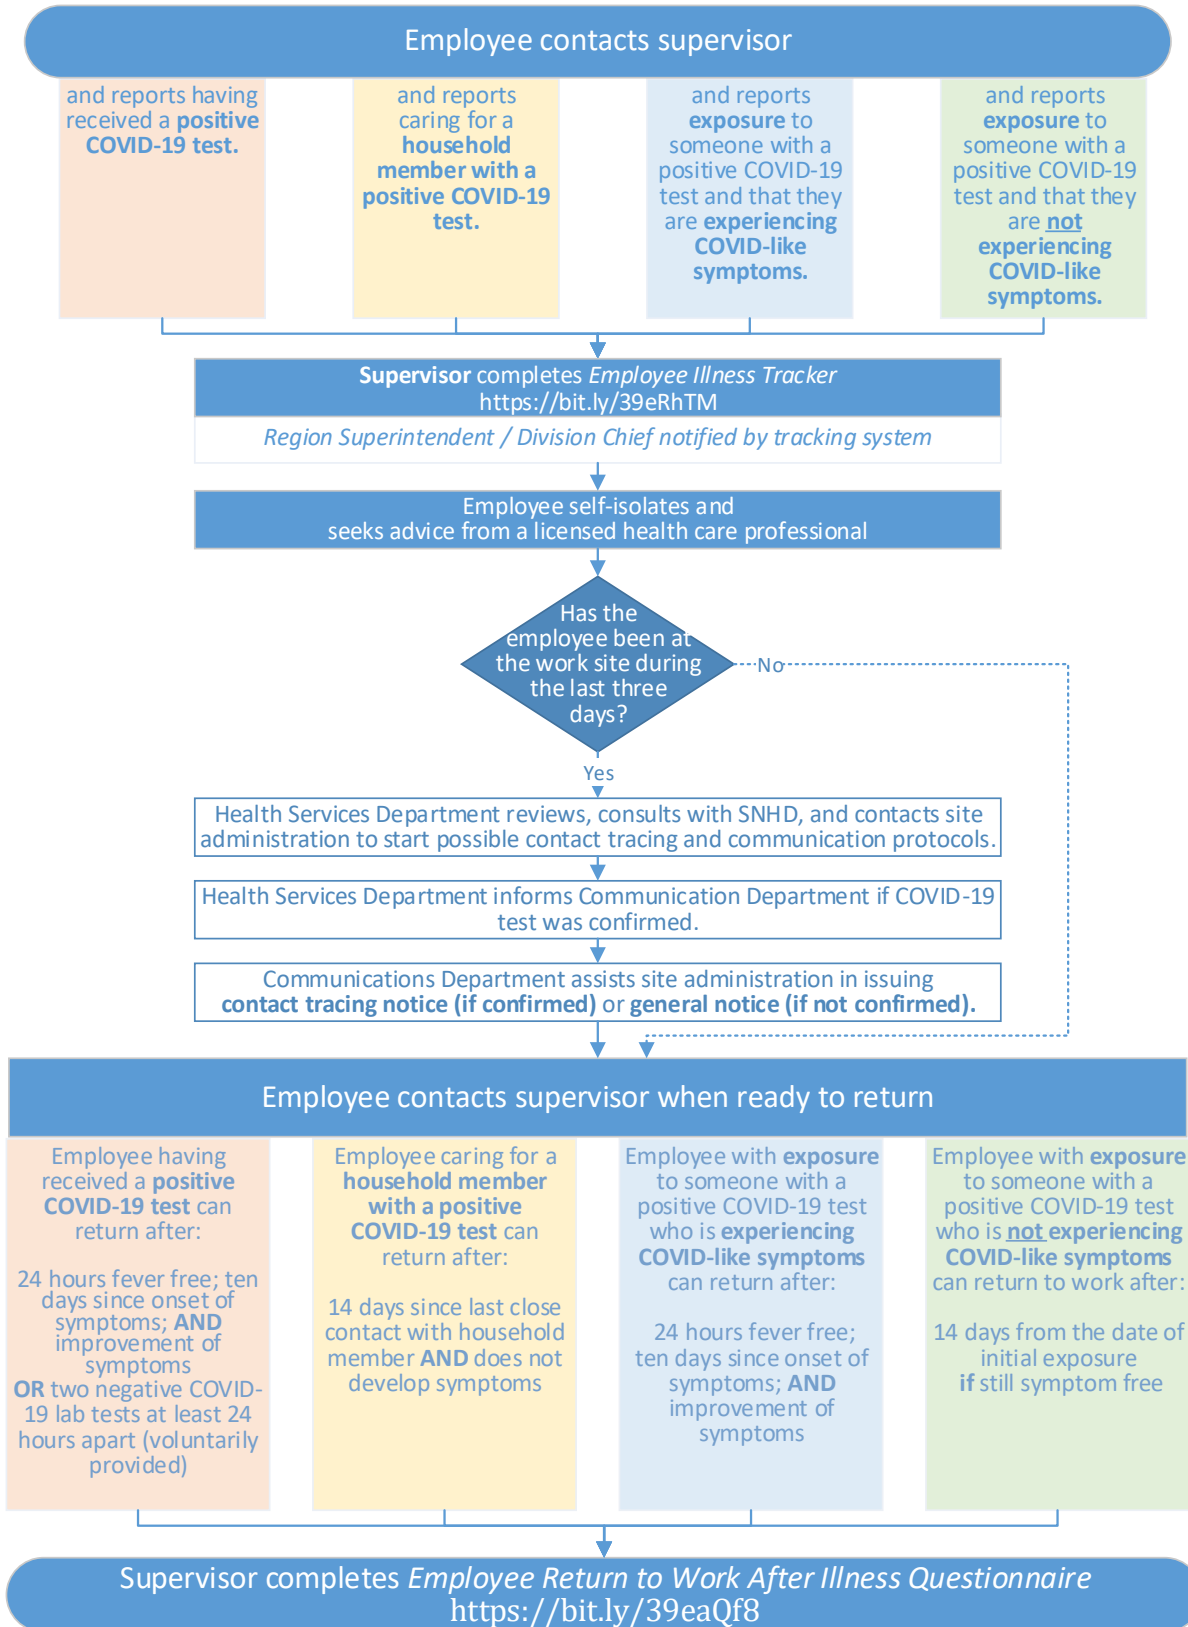 Employee contacts supervisor
and reports having
received a positive
COVID-19 test.
and reports
caring for a
household
member with a
positive COVID-19
test.
and reports
exposure to
someone with a
positive COVID-19
test and that they
are experiencing
COVID-like
symptoms.
and reports
exposure to
someone with a
positive COVID-19
test and that they
are not
experiencing
COVID-like
symptoms.
Supervisor completes Employee Illness Tracker
https://bit.ly/39eRhTM
Region Superintendent / Division Chief notified by tracking system
Employee self-isolates and
seeks advice from a licensed health care professional
Has the
employee been at
the work site during
the last three
days?
No
Yes
Health Services Department reviews, consults with SNHD, and contacts site
administration to start possible contact tracing and communication protocols.
Health Services Department informs Communication Department if COVID-19
test was confirmed.
Communications Department assists site administration in issuing
contact tracing notice (if confirmed) or general notice (if not confirmed).
Employee contacts supervisor when ready to return
Employee having
received a positive
COVID-19 test can
return after:
24 hours fever free; ten
days since onset of
symptoms; AND
improvement of
symptoms
OR two negative COVID-
19 lab tests at least 24
hours apart (voluntarily
provided)
Employee caring for a
household member
with a positive
COVID-19 test can
return after:
14 days since last close
contact with household
member AND does not
develop symptoms
Employee with exposure
to someone with a
positive COVID-19 test
who is experiencing
COVID-like symptoms
can return after:
24 hours fever free;
ten days since onset of
symptoms; AND
improvement of
symptoms
Employee with exposure
to someone with a
positive COVID-19 test
who is not experiencing
COVID-like symptoms
can return to work after:
14 days from the date of
initial exposure
if still symptom free
Supervisor completes Employee Return to Work After Illness Questionnaire
https://bit.ly/39eaQf8